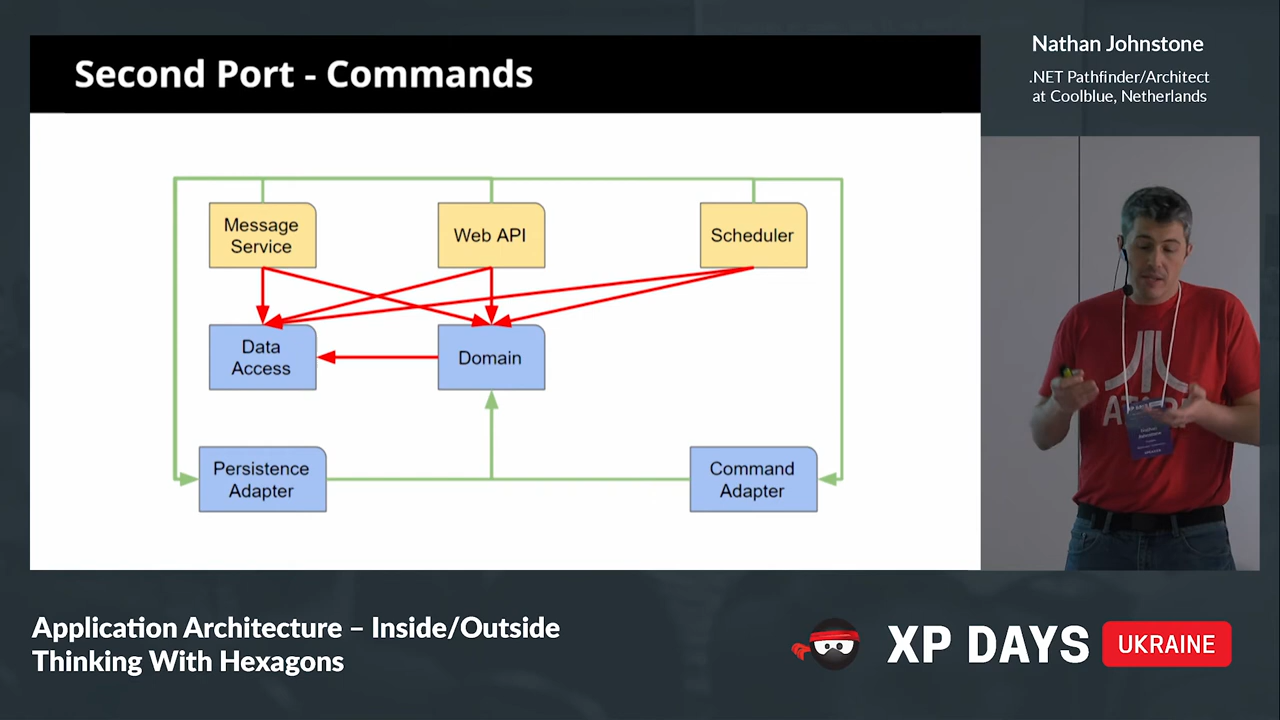 Second Port - Commands
Message
Service
Web API
Scheduler
Data
Access
Domain
Persistence
Adapter
Command
Adapter
Nathan Johnstone
.NET Pathfinder/Architect
at Coolblue, Netherlands
ATARI
Application Architecture – Inside/Outside
Thinking With Hexagons
XP DAYS
UKRAINE